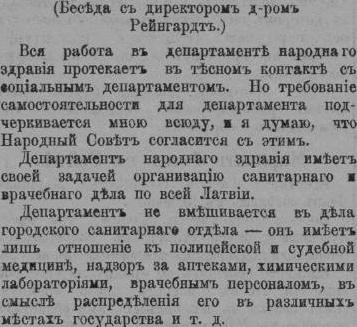 (Бесѣда съ директоромъ д-ромъ
Рейнгардтъ.)
Вся работа въ департаментѣ народнаго
здравія протекаетъ въ тѣсномъ контактѣ съ
соціальнымъ департаментомъ. Но требованіе
самостоятельности для департамента под-
черкивается мною всюду, и я думаю, что
Народный Совѣтъ согласится съ этимъ.
Департаментъ народнаго здравія имѣетъ
своей задачей организацію санитарнаго и
врачебнаго дѣла по всей Латвіи.
Департаментъ не вмѣшивается въ дѣла
городского санитарнаго отдѣла — онъ имѣетъ
лишь отношеніе къ полицейской и судебной
медицинѣ, надзоръ за аптеками, химическими
лабораторіями, врачебнымъ персоналомъ, въ
смыслѣ распредѣленія его въ различныхъ
мѣстахъ государства и т. д.